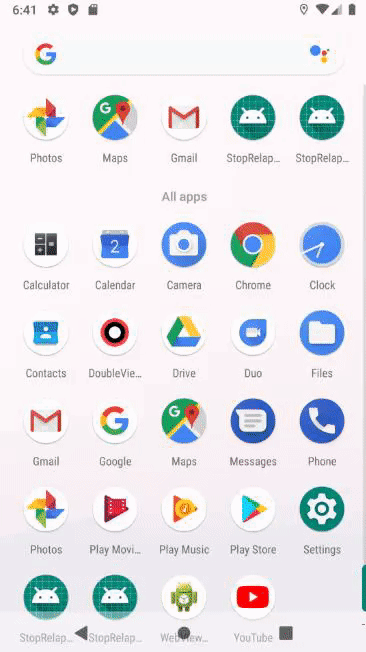 6:41
Photos Maps Gmail StopRelap... StopRelap...
All apps
2
Calculator Calendar Camera Chrome Clock
Contacts DoubleVie... Drive Duo Files
Gmail Google Maps Messages Phone
Photos Play Movi... Play Music Play Store Settings
StopRelap... StopRelap... WebView... YouTube